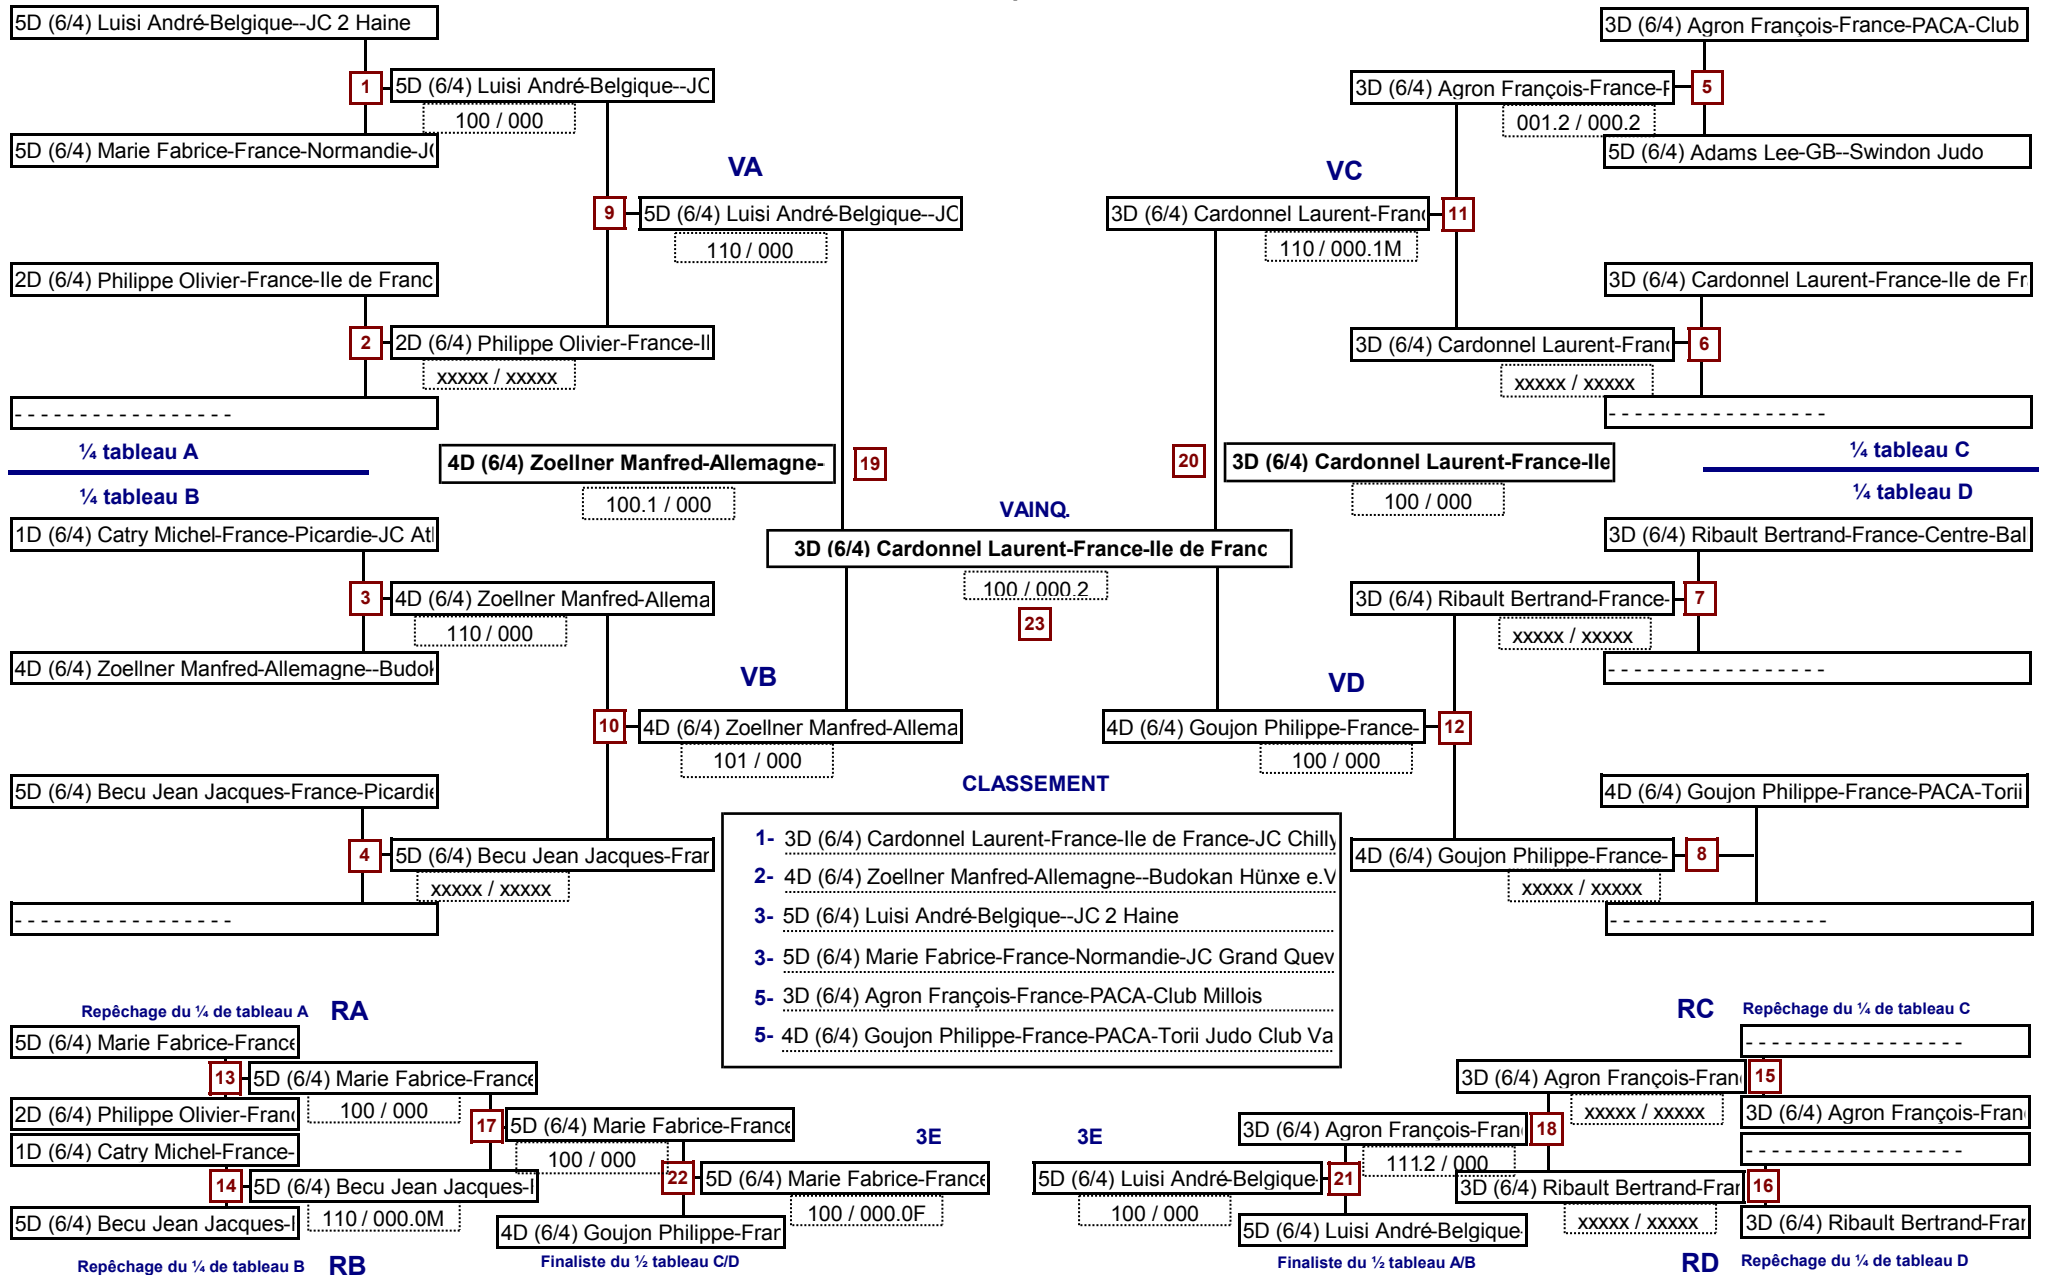 5D (6/4) Luisi André-Belgique--JC 2 Haine
3D (6/4) Agron François-France-PACA-Club
1
5D (6/4) Luisi André-Belgique--JC
3D (6/4) Agron François-France-F
5
100 / 000
001.2 / 000.2
5D (6/4) Marie Fabrice-France-Normandie-J
5D (6/4) Adams Lee-GB--Swindon Judo
VA
VC
9
5D (6/4) Luisi André-Belgique--JC
3D (6/4) Cardonnel Laurent-Franc
11
110 / 000
110 / 000.1M
2D (6/4) Philippe Olivier-France-Ile de Franc
3D (6/4) Cardonnel Laurent-France-Ile de Fr
2
2D (6/4) Philippe Olivier-France-Il
3D (6/4) Cardonnel Laurent-Franc
6
xxxxx / xxxxx
xxxxx / xxxxx
- - - - - - - - - - - - - - - - -
- - - - - - - - - - - - - - - - -
¼ tableau A
4D (6/4) Zoellner Manfred-Allemagne-
19
20
3D (6/4) Cardonnel Laurent-France-Ile
¼ tableau C
¼ tableau B
100.1 / 000
100 / 000
¼ tableau D
VAINQ.
1D (6/4) Catry Michel-France-Picardie-JC Atl
3D (6/4) Cardonnel Laurent-France-Ile de Franc
3D (6/4) Ribault Bertrand-France-Centre-Bal
100 / 000.2
3
4D (6/4) Zoellner Manfred-Allema
3D (6/4) Ribault Bertrand-France-
7
110 / 000
23
xxxxx / xxxxx
4D (6/4) Zoellner Manfred-Allemagne--Budok
- - - - - - - - - - - - - - - - -
VB
VD
10
4D (6/4) Zoellner Manfred-Allema
4D (6/4) Goujon Philippe-France-
12
101 / 000
100 / 000
CLASSEMENT
5D (6/4) Becu Jean Jacques-France-Picardie
4D (6/4) Goujon Philippe-France-PACA-Torii
1- 3D (6/4) Cardonnel Laurent-France-Ile de France-JC Chilly
4
5D (6/4) Becu Jean Jacques-Fran
4D (6/4) Goujon Philippe-France-
8
2- 4D (6/4) Zoellner Manfred-Allemagne--Budokan Hünxe e.V
xxxxx / xxxxx
xxxxx / xxxxx
3- 5D (6/4) Luisi André-Belgique--JC 2 Haine
- - - - - - - - - - - - - - - - -
- - - - - - - - - - - - - - - - -
3- 5D (6/4) Marie Fabrice-France-Normandie-JC Grand Quev
5- 3D (6/4) Agron François-France-PACA-Club Millois
5- 4D (6/4) Goujon Philippe-France-PACA-Torii Judo Club Va
Repêchage du ¼ de tableau A RA
RC Repêchage du ¼ de tableau C
5D (6/4) Marie Fabrice-France
- - - - - - - - - - - - - - - - -
13
5D (6/4) Marie Fabrice-France
3D (6/4) Agron François-Fran
15
2D (6/4) Philippe Olivier-Franc
100 / 000
xxxxx / xxxxx
3D (6/4) Agron François-Fran
17
5D (6/4) Marie Fabrice-France
3E
3E
3D (6/4) Agron François-Fran
18
1D (6/4) Catry Michel-France-
- - - - - - - - - - - - - - - - -
100 / 000
111.2 / 000
14
5D (6/4) Becu Jean Jacques-F
22
5D (6/4) Marie Fabrice-France
5D (6/4) Luisi André-Belgique-
21
3D (6/4) Ribault Bertrand-Fran
16
5D (6/4) Becu Jean Jacques-F
110 / 000.0M
100 / 000.0F
100 / 000
xxxxx / xxxxx
3D (6/4) Ribault Bertrand-Fran
4D (6/4) Goujon Philippe-Fran
5D (6/4) Luisi André-Belgique-
Repêchage du ¼ de tableau B RB
Finaliste du ½ tableau C/D
Finaliste du ½ tableau A/B
RD Repêchage du ¼ de tableau D